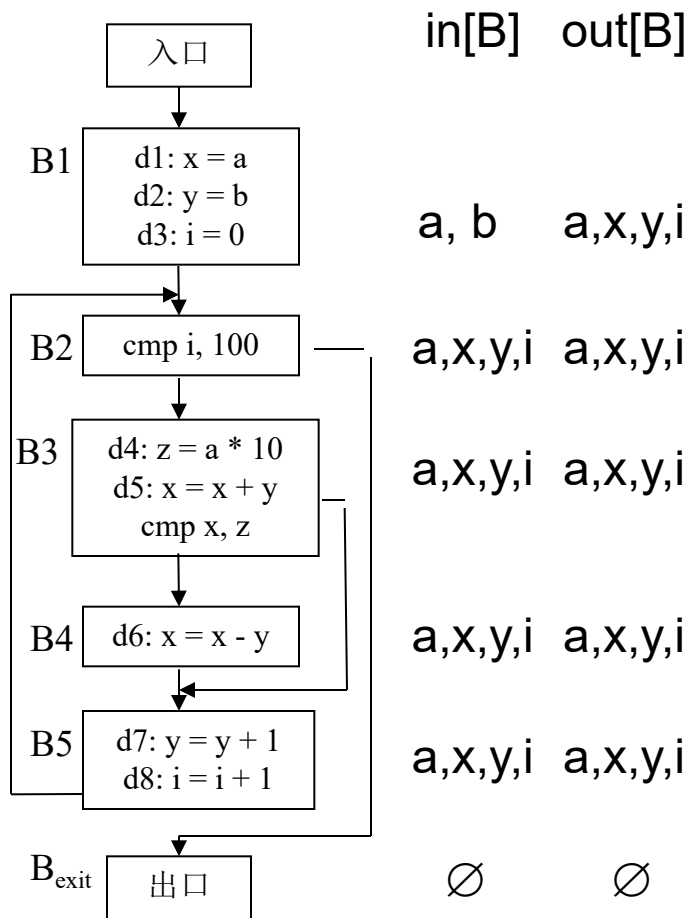 in[B] out[B]
入口
B1
d1: x = a
d2: y = b
d3: i = 0
a, b a,x,y,i
B2
cmp i, 100
a,x,y,i a,x,y,i
B3
d4: z = a * 10
d5: x = x + y
cmp x, z
a,x,y,i a,x,y,i
B4
d6: x = x - y
a,x,y,i a,x,y,i
B5
d7: y = y + 1
d8: i = i + 1
a,x,y,i a,x,y,i
Bexit
出口
∅ ∅